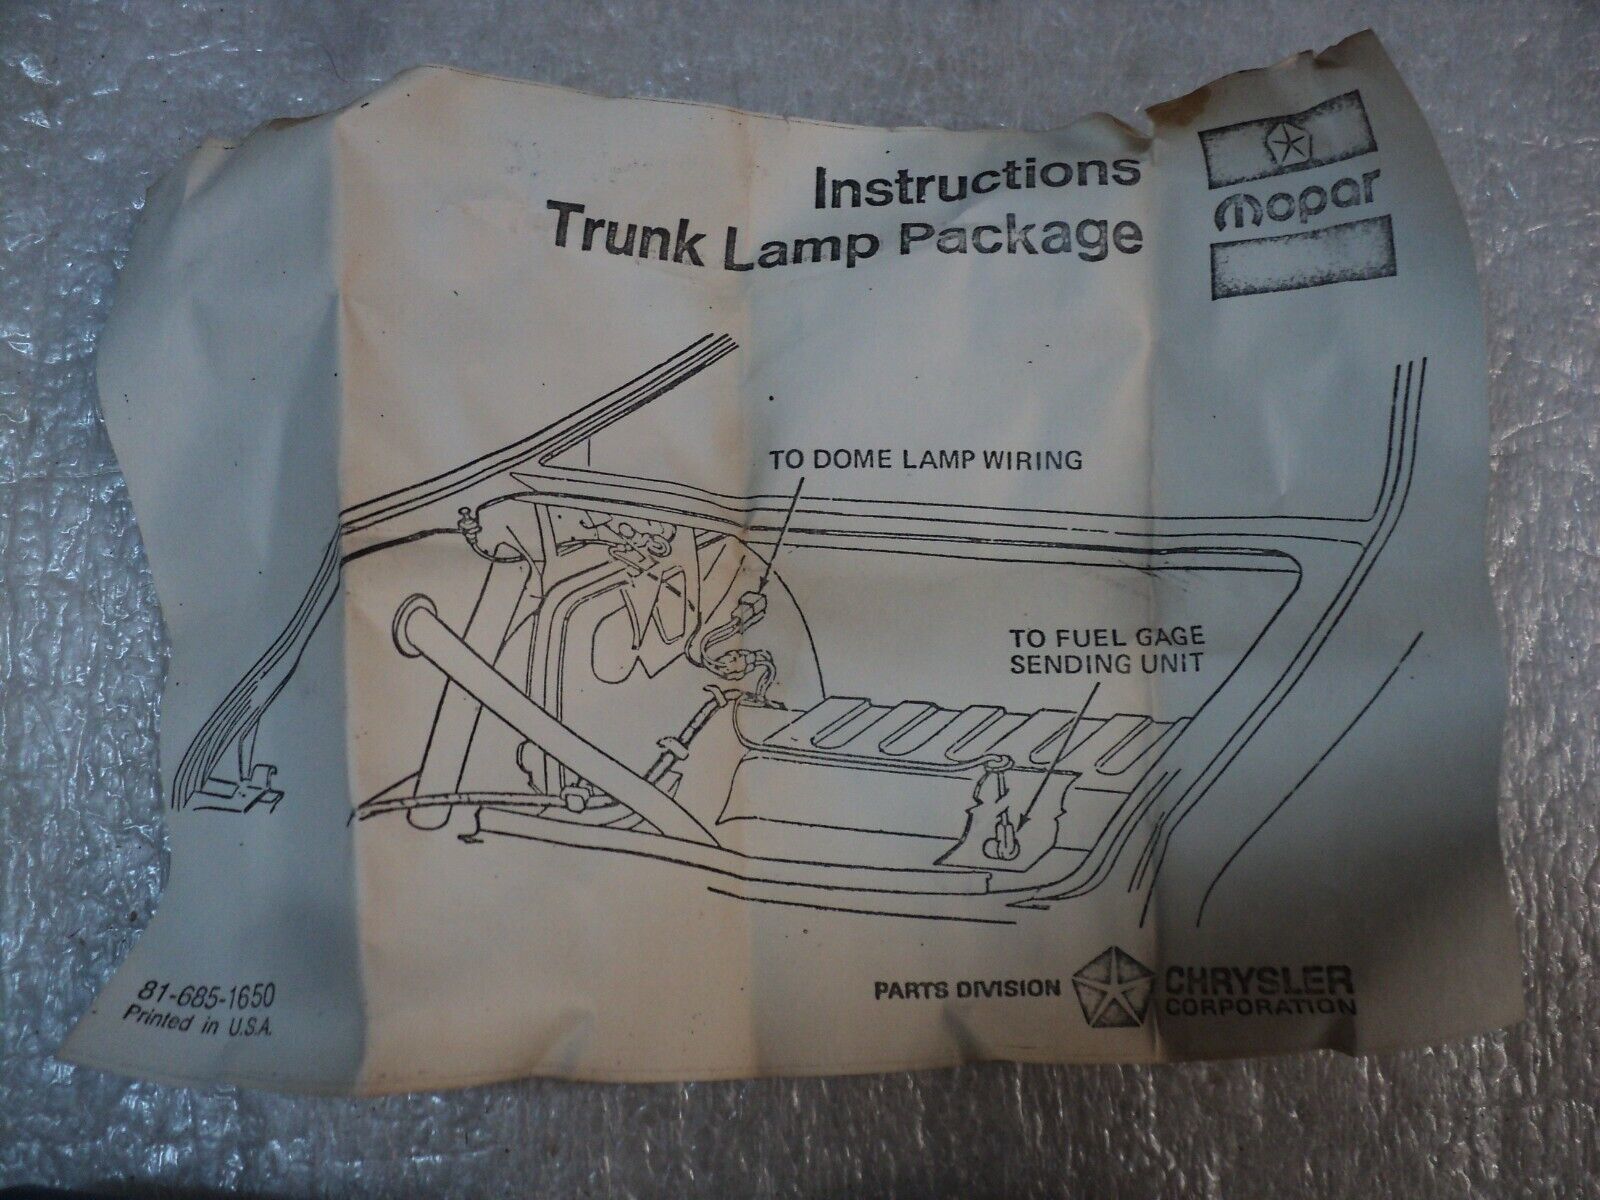 Instructions
Trunk Lamp Package
Mopar
TO DOME LAMP WIRING
TO FUEL GAGE
SENDING UNIT
81-685-1650
Printed in U.S.A.
PARTS DIVISION
CHRYSLER
CORPORATION